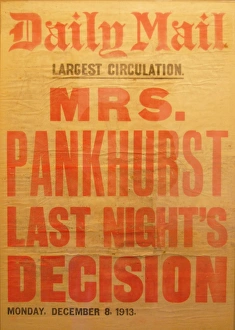 Daily Mail
LARGEST CIRCULATION.
MRS.
PANKHURST
LAST NIGHT'S
DECISION
MONDAY, DECEMBER 8, 1913.